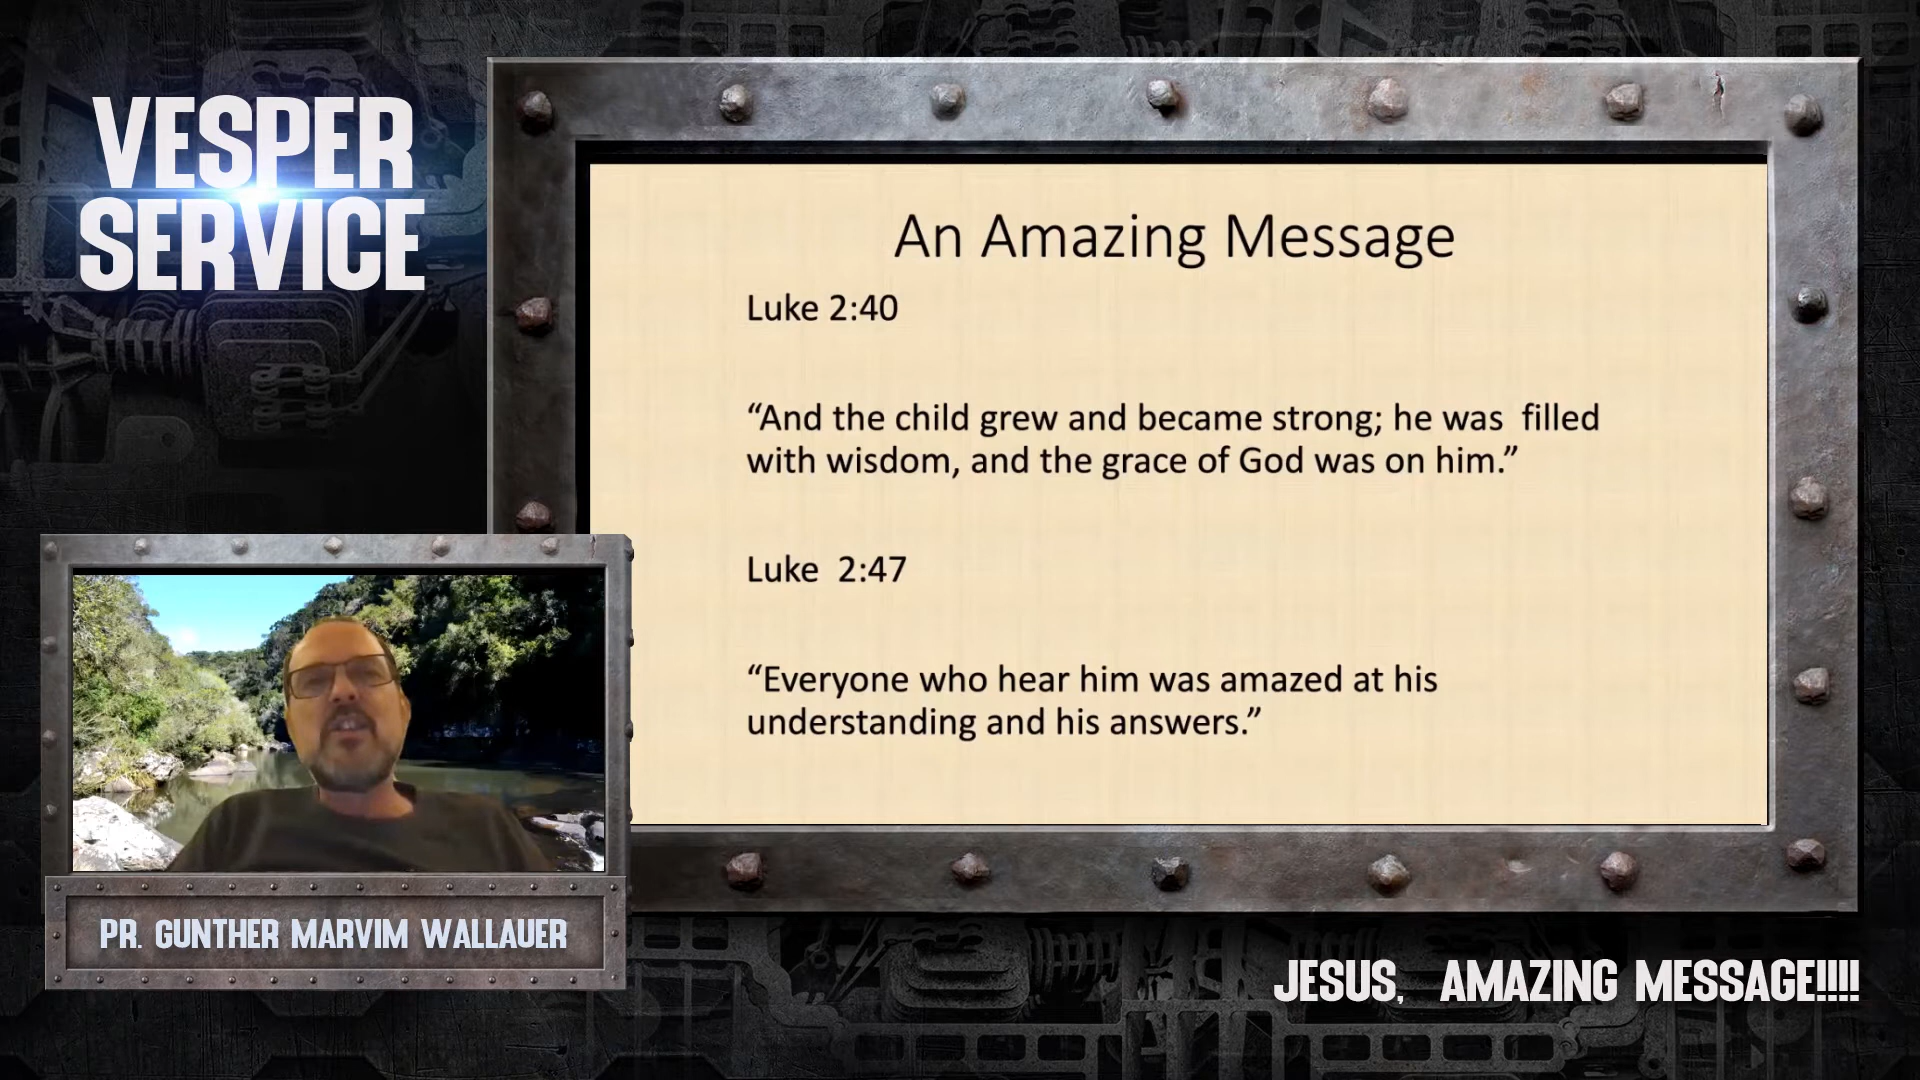 VESPER
SERVICE
An Amazing Message
Luke 2:40
“And the child grew and became strong; he was  filled
with wisdom, and the grace of God was on him.”
Luke  2:47
“Everyone who hear him was amazed at his
understanding and his answers.”
PR. GUNTHER MARVIM WALLAUER
JESUS,  AMAZING MESSAGE!!!!